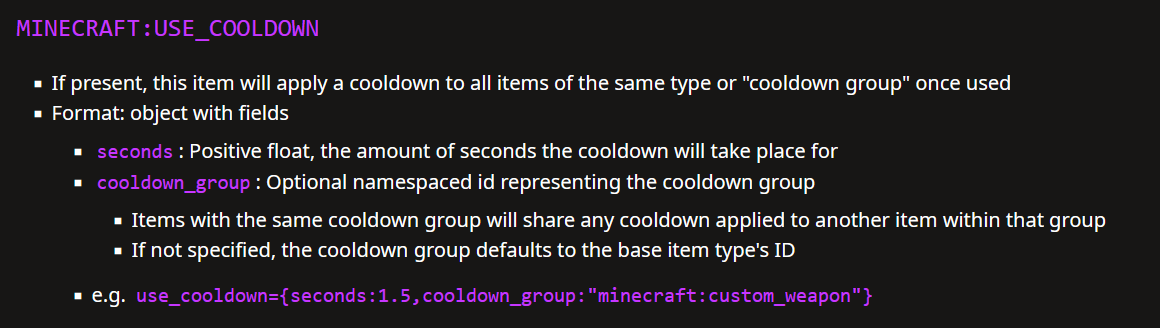 MINECRAFT:USE_COOLDOWN
If present, this item will apply a cooldown to all items of the same type or "cooldown group" once used
Format: object with fields
seconds : Positive float, the amount of seconds the cooldown will take place for
cooldown_group : Optional namespaced id representing the cooldown group
Items with the same cooldown group will share any cooldown applied to another item within that group
If not specified, the cooldown group defaults to the base item type's ID
e.g. use_cooldown={seconds:1.5,cooldown_group:"minecraft:custom_weapon"}